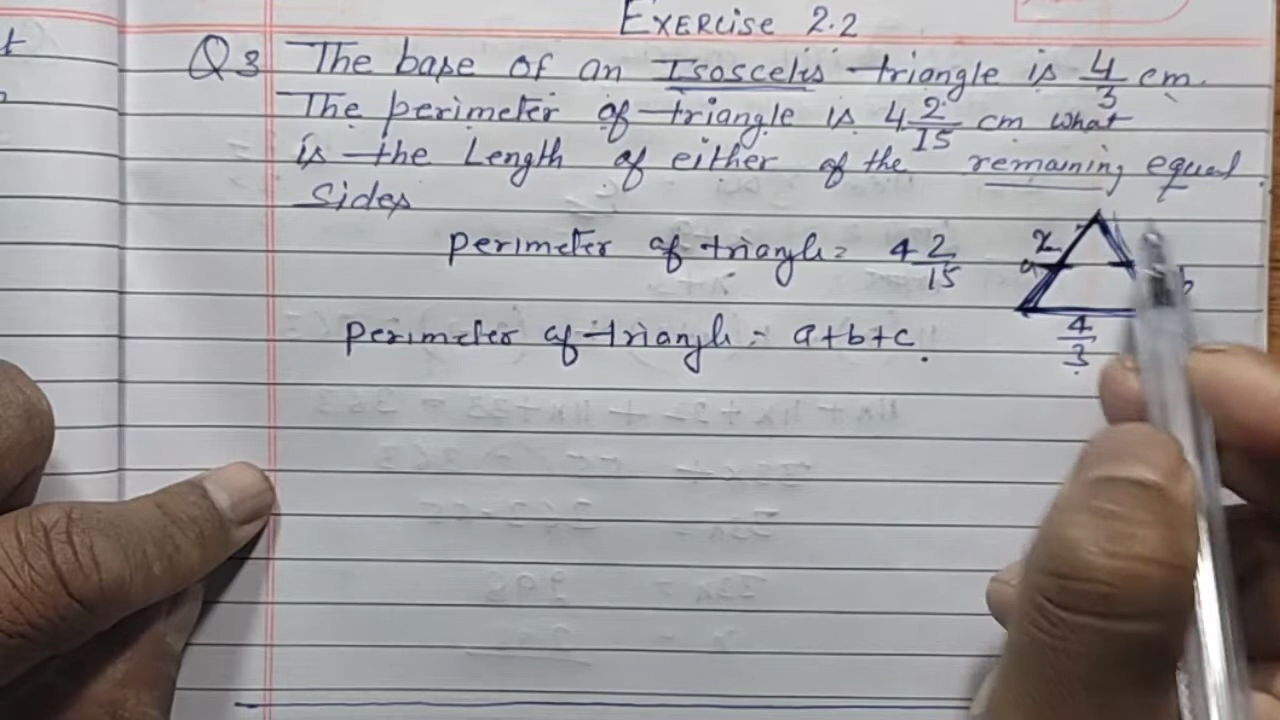 EXERcise 2.2
Q3 The base of an Isoscelis triangle is 4/3 cm.
The perimeter of triangle is 4 2/15 cm what
is the Length of either of the remaining equal
Sides
perimeter of triangle = 4 2/15
x
a
b
4/3
perimeter of triangle = a+b+c.